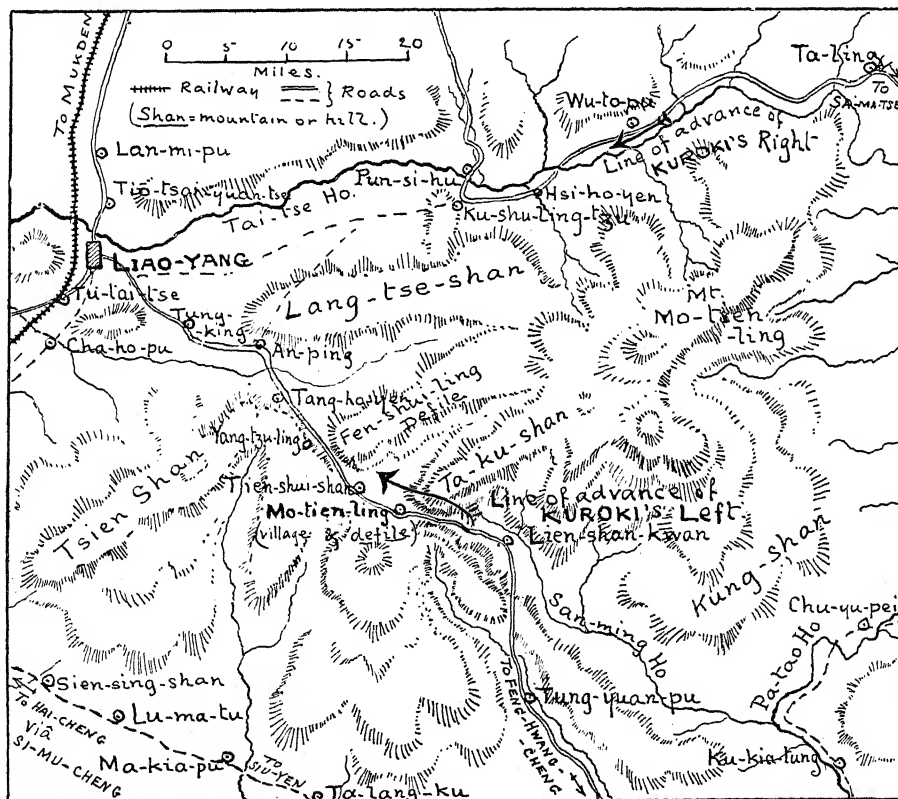 0 5 10 15 20
Miles.
Railway
Roads
(Shan=mountain or hill.)
TO MUKDEN
Ta-ling
TO
SA-MA-TSE
Wu-to-pu
Line of advance of
KUROKI'S Right
Lan-mi-pu
Pun-si-hu
Hsi-ho-yen
Tio-tsai-yuan-tse
Tai-tse Ho.
Ku-shu-ling-tzu
LIAO-YANG
Lang-tse-shan
Mt
Mo-tien
-ling
Tu-tai-tse
Tung-
king
Cha-ho-pu
An-ping
Fen-shui-ling
Defile
Yang-tzu-ling
Ta-ku-shan
Tsien Shan
Tien-shui-shan
Mo-tien-ling
(village & defile)
Line of advance of
KUROKI'S Left
Lien-shan-kwan
Kung-shan
San-ming Ho
Chu-yu-pei
Pa-tao Ho
Sien-sing-shan
TO HAI-CHENG
Viâ
SI-MU-CHENG
Lu-ma-tu
Tung-yuan-pu
TO FENG-HWANG
-CHENG
Ma-kia-pu
TO
SIU-YEN
Ta-lang-ku
Ku-kia-tung